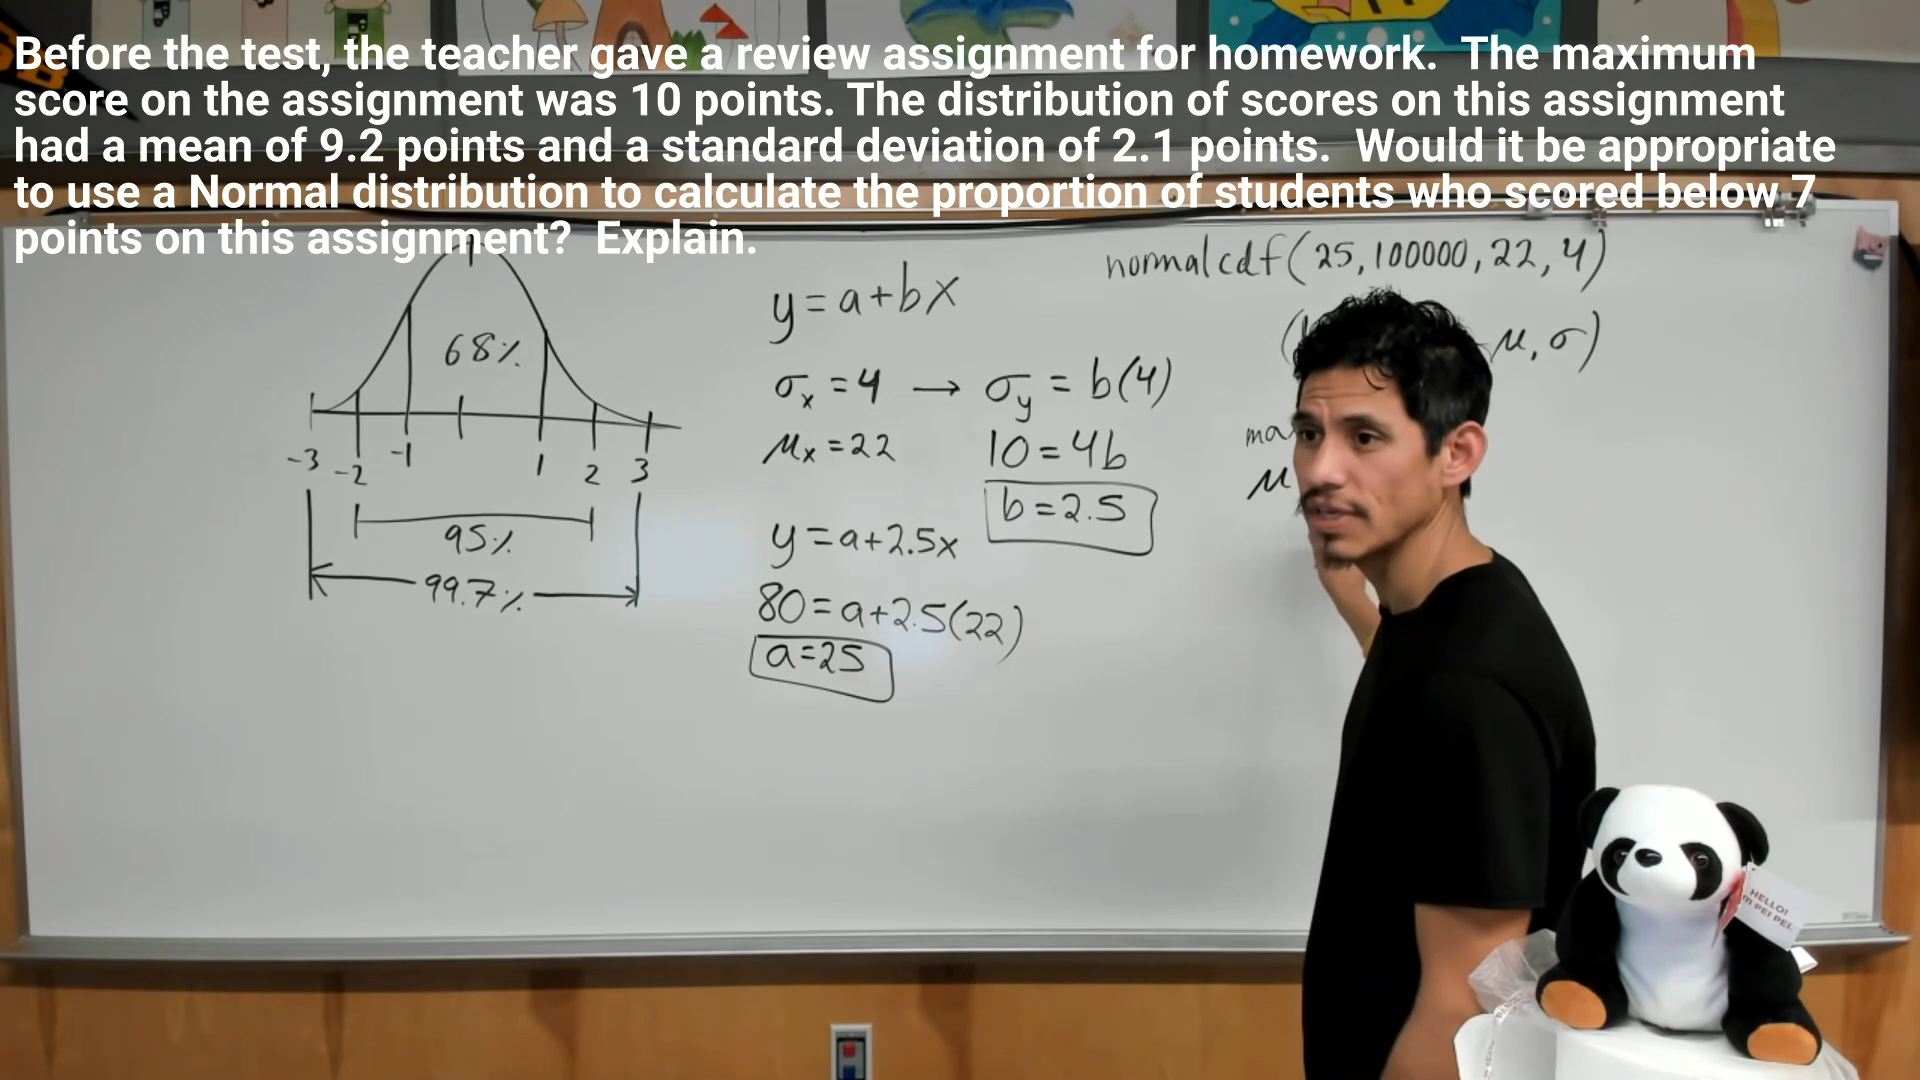 Before the test, the teacher gave a review assignment for homework. The maximum
score on the assignment was 10 points. The distribution of scores on this assignment
had a mean of 9.2 points and a standard deviation of 2.1 points. Would it be appropriate
to use a Normal distribution to calculate the proportion of students who scored below 7
points on this assignment? Explain.
normalcdf(25,100000,22,4)
μ,σ)
ma
μ
68%
-3 -2 -1 1 2 3
95%
99.7%
y=a+bx
σx=4 → σy=b(4)
μx=22
10=4b
b=2.5
y=a+2.5x
80=a+2.5(22)
a=25
HELLO!
PEI PEI.